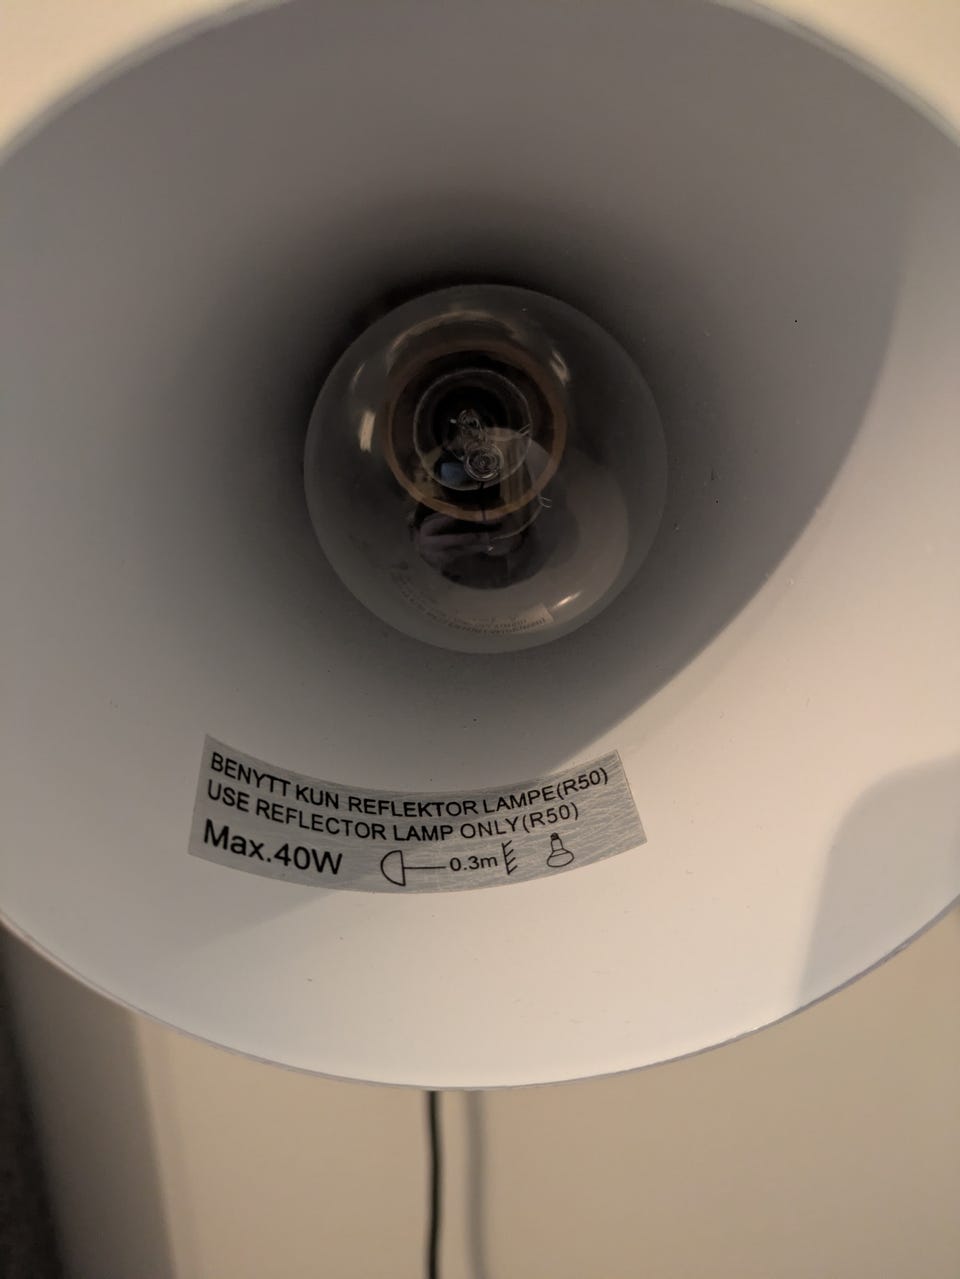 BENYTT KUN REFLEKTOR LAMPE(R50)
USE REFLECTOR LAMP ONLY(R50)
Max.40W 0.3m